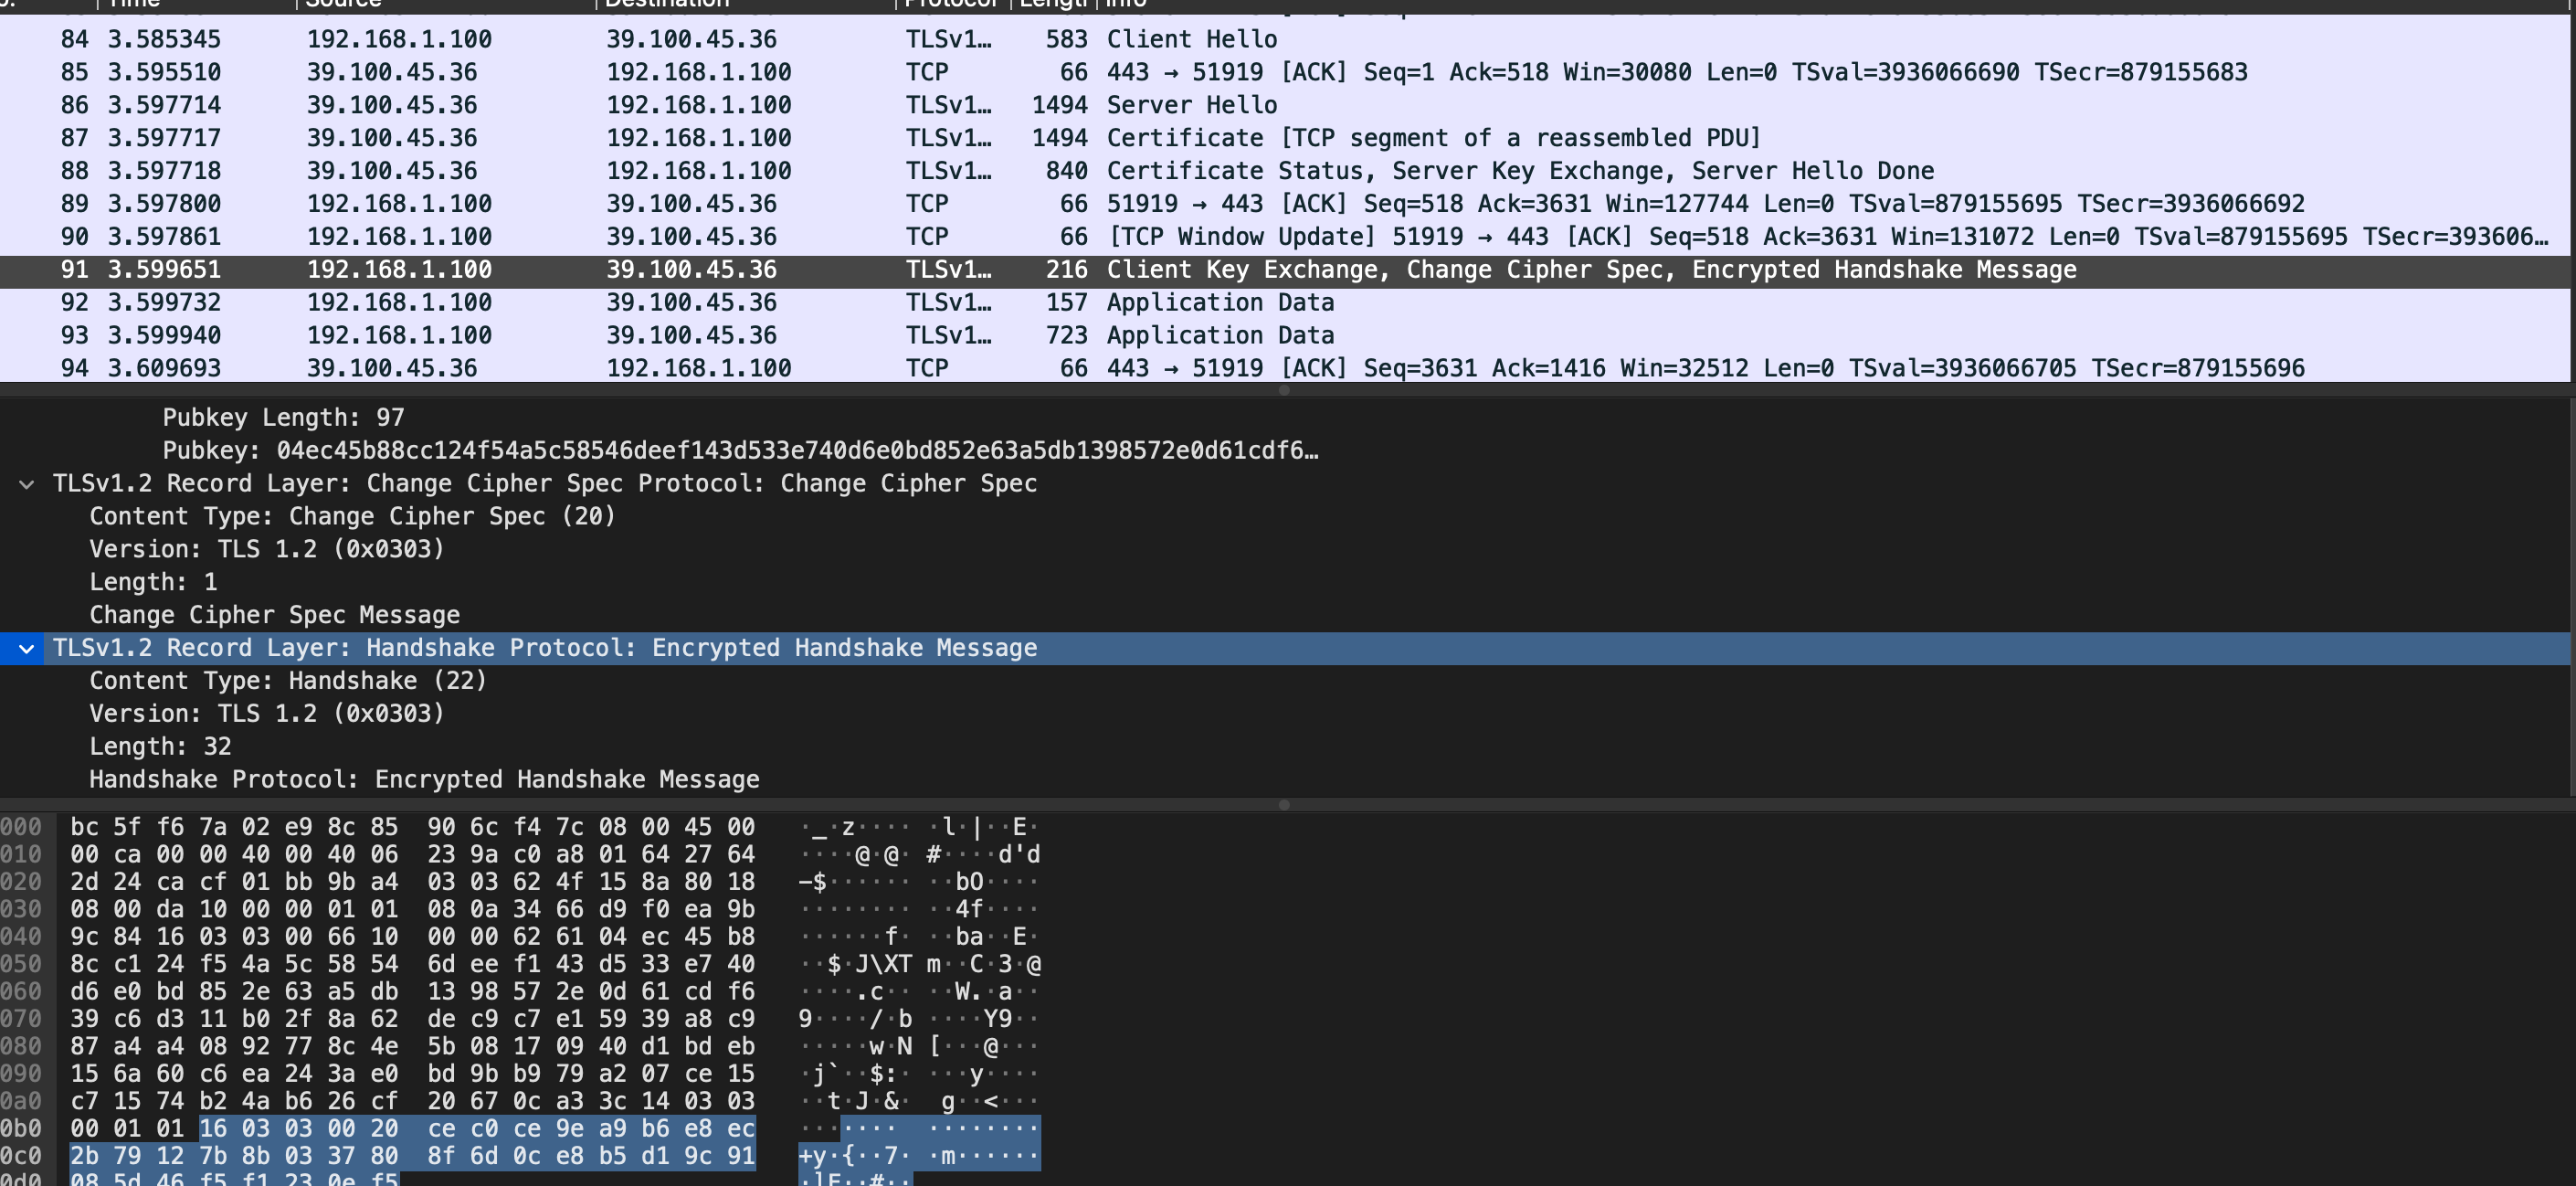 Time Source Destination Protocol Length Info
84 3.585345 192.168.1.100 39.100.45.36 TLSv1… 583 Client Hello
85 3.595510 39.100.45.36 192.168.1.100 TCP 66 443 → 51919 [ACK] Seq=1 Ack=518 Win=30080 Len=0 TSval=3936066690 TSecr=879155683
86 3.597714 39.100.45.36 192.168.1.100 TLSv1… 1494 Server Hello
87 3.597717 39.100.45.36 192.168.1.100 TLSv1… 1494 Certificate [TCP segment of a reassembled PDU]
88 3.597718 39.100.45.36 192.168.1.100 TLSv1… 840 Certificate Status, Server Key Exchange, Server Hello Done
89 3.597800 192.168.1.100 39.100.45.36 TCP 66 51919 → 443 [ACK] Seq=518 Ack=3631 Win=127744 Len=0 TSval=879155695 TSecr=3936066692
90 3.597861 192.168.1.100 39.100.45.36 TCP 66 [TCP Window Update] 51919 → 443 [ACK] Seq=518 Ack=3631 Win=131072 Len=0 TSval=879155695 TSecr=393606…
91 3.599651 192.168.1.100 39.100.45.36 TLSv1… 216 Client Key Exchange, Change Cipher Spec, Encrypted Handshake Message
92 3.599732 192.168.1.100 39.100.45.36 TLSv1… 157 Application Data
93 3.599940 192.168.1.100 39.100.45.36 TLSv1… 723 Application Data
94 3.609693 39.100.45.36 192.168.1.100 TCP 66 443 → 51919 [ACK] Seq=3631 Ack=1416 Win=32512 Len=0 TSval=3936066705 TSecr=879155696
Pubkey Length: 97
Pubkey: 04ec45b88cc124f54a5c58546deef143d533e740d6e0bd852e63a5db1398572e0d61cdf6…
TLSv1.2 Record Layer: Change Cipher Spec Protocol: Change Cipher Spec
Content Type: Change Cipher Spec (20)
Version: TLS 1.2 (0x0303)
Length: 1
Change Cipher Spec Message
TLSv1.2 Record Layer: Handshake Protocol: Encrypted Handshake Message
Content Type: Handshake (22)
Version: TLS 1.2 (0x0303)
Length: 32
Handshake Protocol: Encrypted Handshake Message
000 bc 5f f6 7a 02 e9 8c 85 90 6c f4 7c 08 00 45 00 ·_·z···· ·l·|··E·
010 00 ca 00 00 40 00 40 06 23 9a c0 a8 01 64 27 64 ····@·@· #····d'd
020 2d 24 ca cf 01 bb 9b a4 03 03 62 4f 15 8a 80 18 -$······ ··bO····
030 08 00 da 10 00 00 01 01 08 0a 34 66 d9 f0 ea 9b ········ ··4f····
040 9c 84 16 03 03 00 66 10 00 00 62 61 04 ec 45 b8 ······f· ··ba··E·
050 8c c1 24 f5 4a 5c 58 54 6d ee f1 43 d5 33 e7 40 ··$·J\XT m··C·3·@
060 d6 e0 bd 85 2e 63 a5 db 13 98 57 2e 0d 61 cd f6 ····.c·· ··W.·a··
070 39 c6 d3 11 b0 2f 8a 62 de c9 c7 e1 59 39 a8 c9 9····/·b ····Y9··
080 87 a4 a4 08 92 77 8c 4e 5b 08 17 09 40 d1 bd eb ·····w·N [···@···
090 15 6a 60 c6 ea 24 3a e0 bd 9b b9 79 a2 07 ce 15 ·j`··$:· ···y····
0a0 c7 15 74 b2 4a b6 26 cf 20 67 0c a3 3c 14 03 03 ··t·J·&· g··<···
0b0 00 01 01 16 03 03 00 20 ce c0 ce 9e a9 b6 e8 ec ······· ········
0c0 2b 79 12 7b 8b 03 37 80 8f 6d 0c e8 b5 d1 9c 91 +y·{··7· ·m······
0d0 08 5d 46 f5 f1 23 0e f5 ·]F··#··